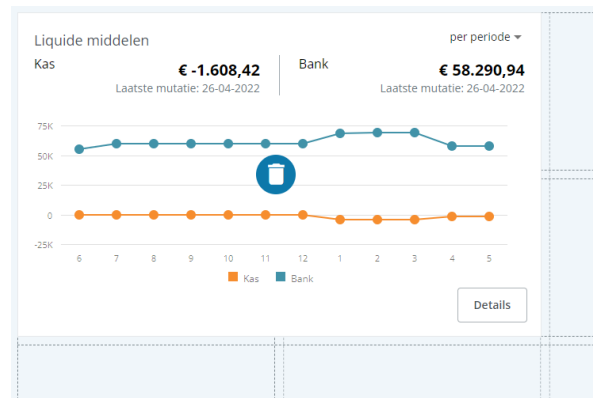 Liquide middelen
per periode
Kas
€ -1.608,42
Laatste mutatie: 26-04-2022
Bank
€ 58.290,94
Laatste mutatie: 26-04-2022
75K
50K
25K
0
-25K
6 7 8 9 10 11 12 1 2 3 4 5
Kas Bank
Details